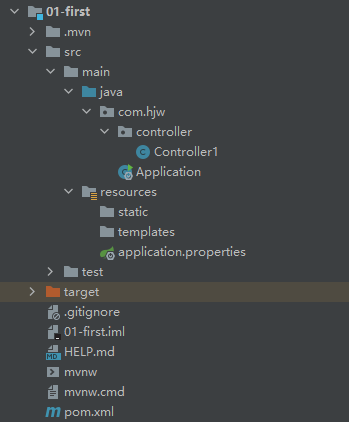 01-first
.mvn
src
main
java
com.hjw
controller
Controller1
Application
resources
static
templates
application.properties
test
target
.gitignore
01-first.iml
HELP.md
mvnw
mvnw.cmd
pom.xml